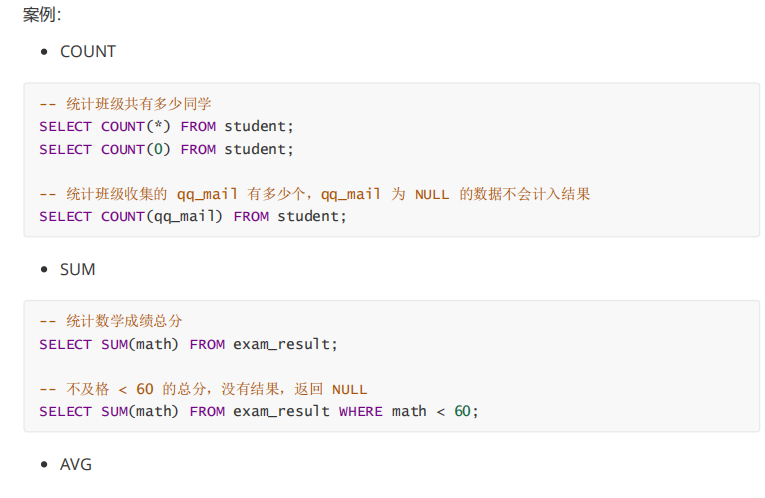 案例：
COUNT
-- 统计班级共有多少同学
SELECT COUNT(*) FROM student;
SELECT COUNT(0) FROM student;
-- 统计班级收集的 qq_mail 有多少个，qq_mail 为 NULL 的数据不会计入结果
SELECT COUNT(qq_mail) FROM student;
SUM
-- 统计数学成绩总分
SELECT SUM(math) FROM exam_result;
-- 不及格 < 60 的总分，没有结果，返回 NULL
SELECT SUM(math) FROM exam_result WHERE math < 60;
AVG